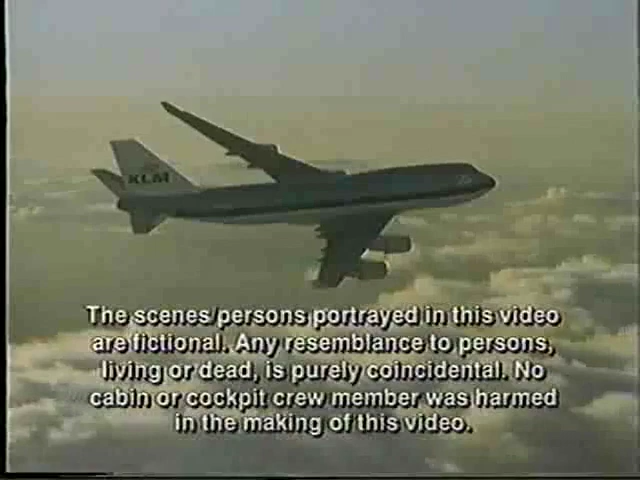 KLM
The scenes/persons portrayed in this video
are fictional. Any resemblance to persons,
living or dead, is purely coincidental. No
cabin or cockpit crew member was harmed
in the making of this video.